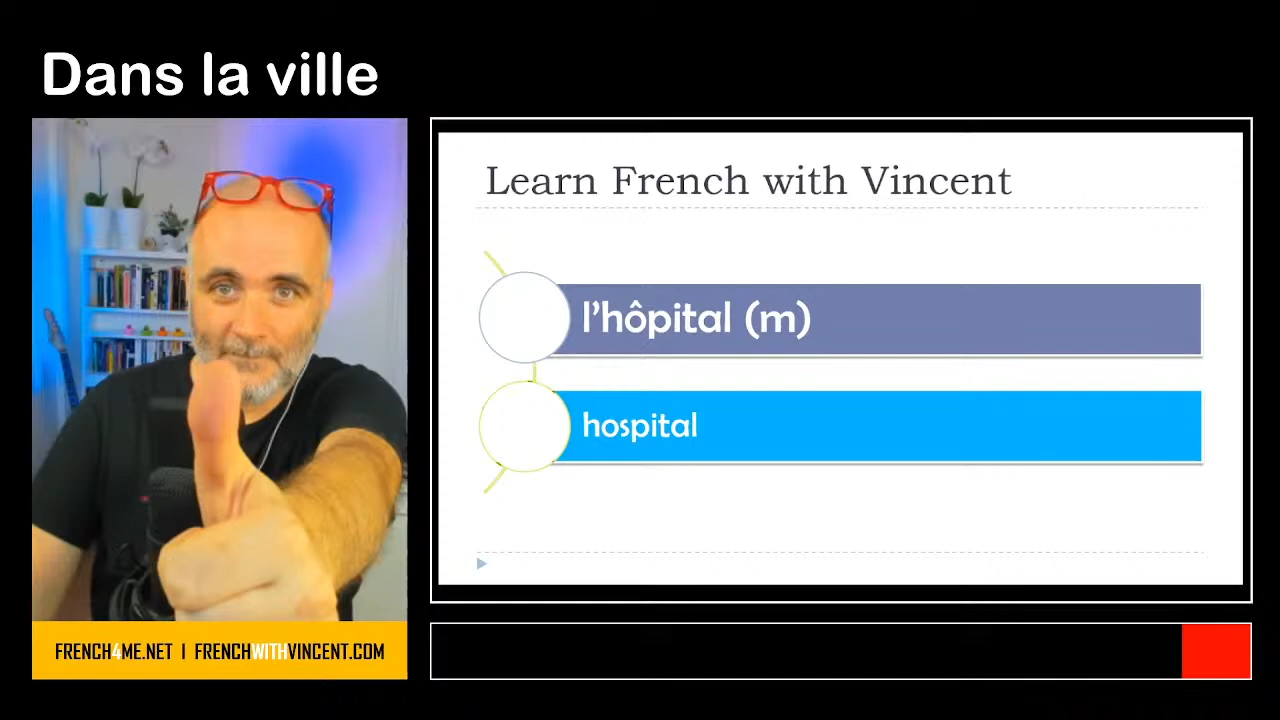 Dans la ville
Learn French with Vincent
l'hôpital (m)
hospital
FRENCH4ME.NET | FRENCHWITHVINCENT.COM